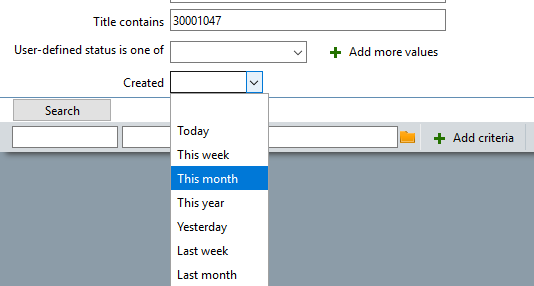 Title contains 30001047
User-defined status is one of Add more values
Created
Search
Add criteria
Today
This week
This month
This year
Yesterday
Last week
Last month